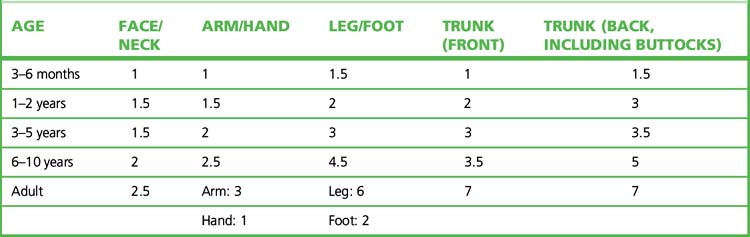 AGE FACE/NECK ARM/HAND LEG/FOOT TRUNK (FRONT) TRUNK (BACK, INCLUDING BUTTOCKS)
3–6 months 1 1 1.5 1 1.5
1–2 years 1.5 1.5 2 2 3
3–5 years 1.5 2 3 3 3.5
6–10 years 2 2.5 4.5 3.5 5
Adult 2.5 Arm: 3 Leg: 6 7 7
Hand: 1 Foot: 2